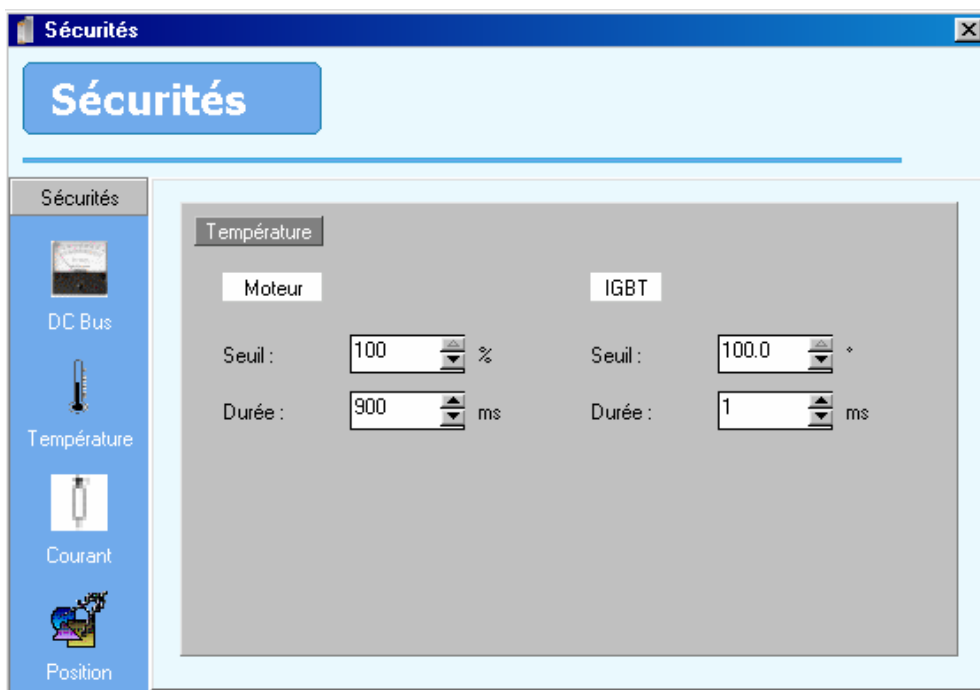 Sécurités
Sécurités
Sécurités
DC Bus
Température
Courant
Position
Température
Moteur
Seuil : 100 %
Durée : 900 ms
IGBT
Seuil : 100.0 °
Durée : 1 ms